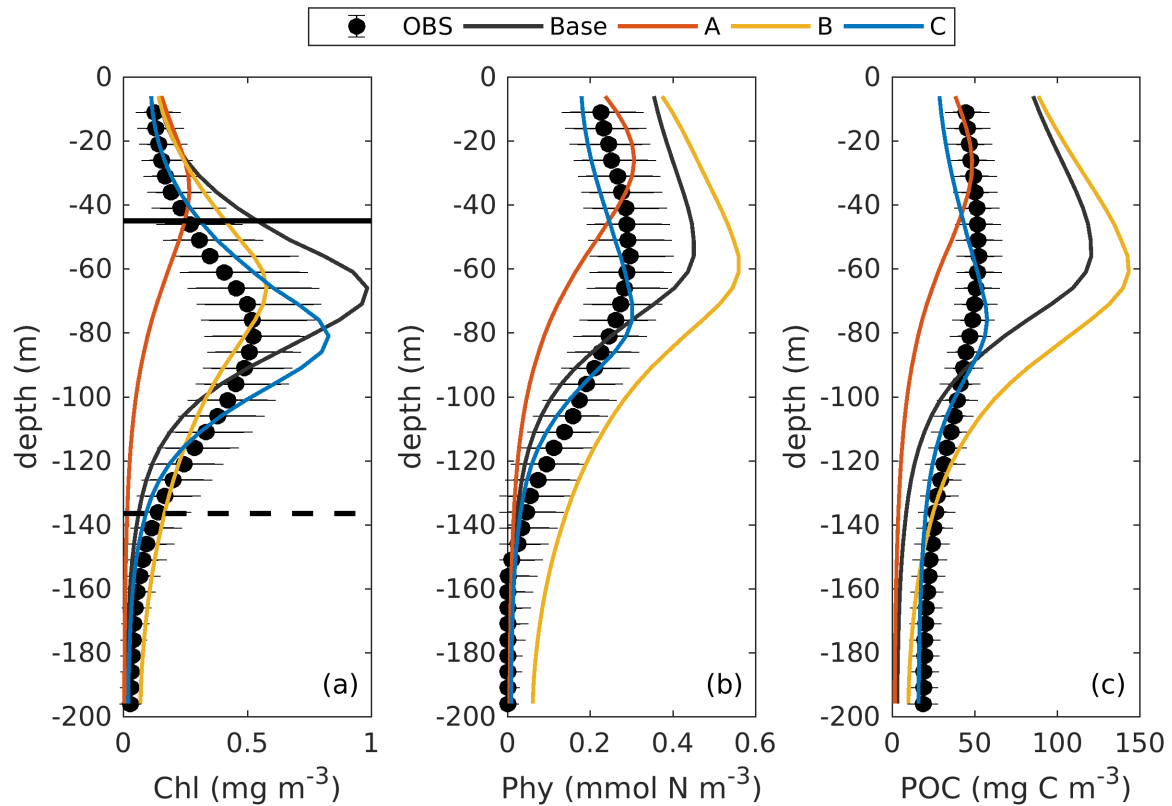 OBS Base A B C
0 0 0
-20 -20 -20
-40 -40 -40
-60 -60 -60
-80 -80 -80
-100 -100 -100
-120 -120 -120
-140 -140 -140
-160 -160 -160
-180 -180 -180
-200 -200 -200
depth (m) depth (m) depth (m)
(a) (b) (c)
0 0.5 1 0 0.2 0.4 0.6 0 50 100 150
Chl (mg m⁻³) Phy (mmol N m⁻³) POC (mg C m⁻³)